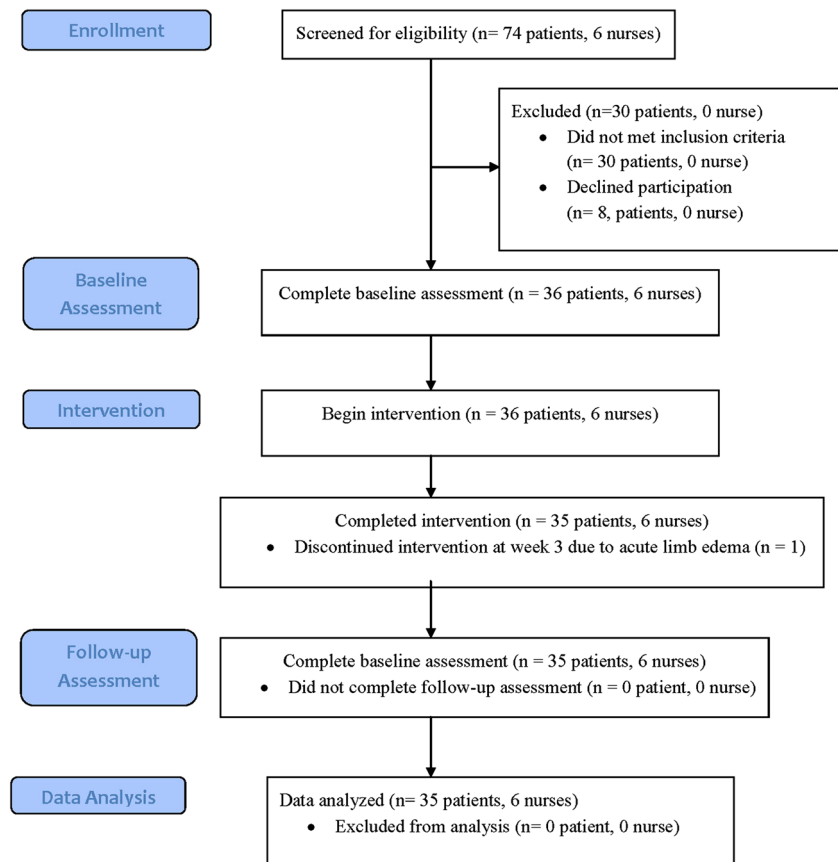 Enrollment
Screened for eligibility (n= 74 patients, 6 nurses)
Excluded (n=30 patients, 0 nurse)
• Did not met inclusion criteria
(n= 30 patients, 0 nurse)
• Declined participation
(n= 8, patients, 0 nurse)
Baseline
Assessment
Complete baseline assessment (n = 36 patients, 6 nurses)
Intervention
Begin intervention (n = 36 patients, 6 nurses)
Completed intervention (n = 35 patients, 6 nurses)
• Discontinued intervention at week 3 due to acute limb edema (n = 1)
Follow-up
Assessment
Complete baseline assessment (n = 35 patients, 6 nurses)
• Did not complete follow-up assessment (n = 0 patient, 0 nurse)
Data Analysis
Data analyzed (n= 35 patients, 6 nurses)
• Excluded from analysis (n= 0 patient, 0 nurse)